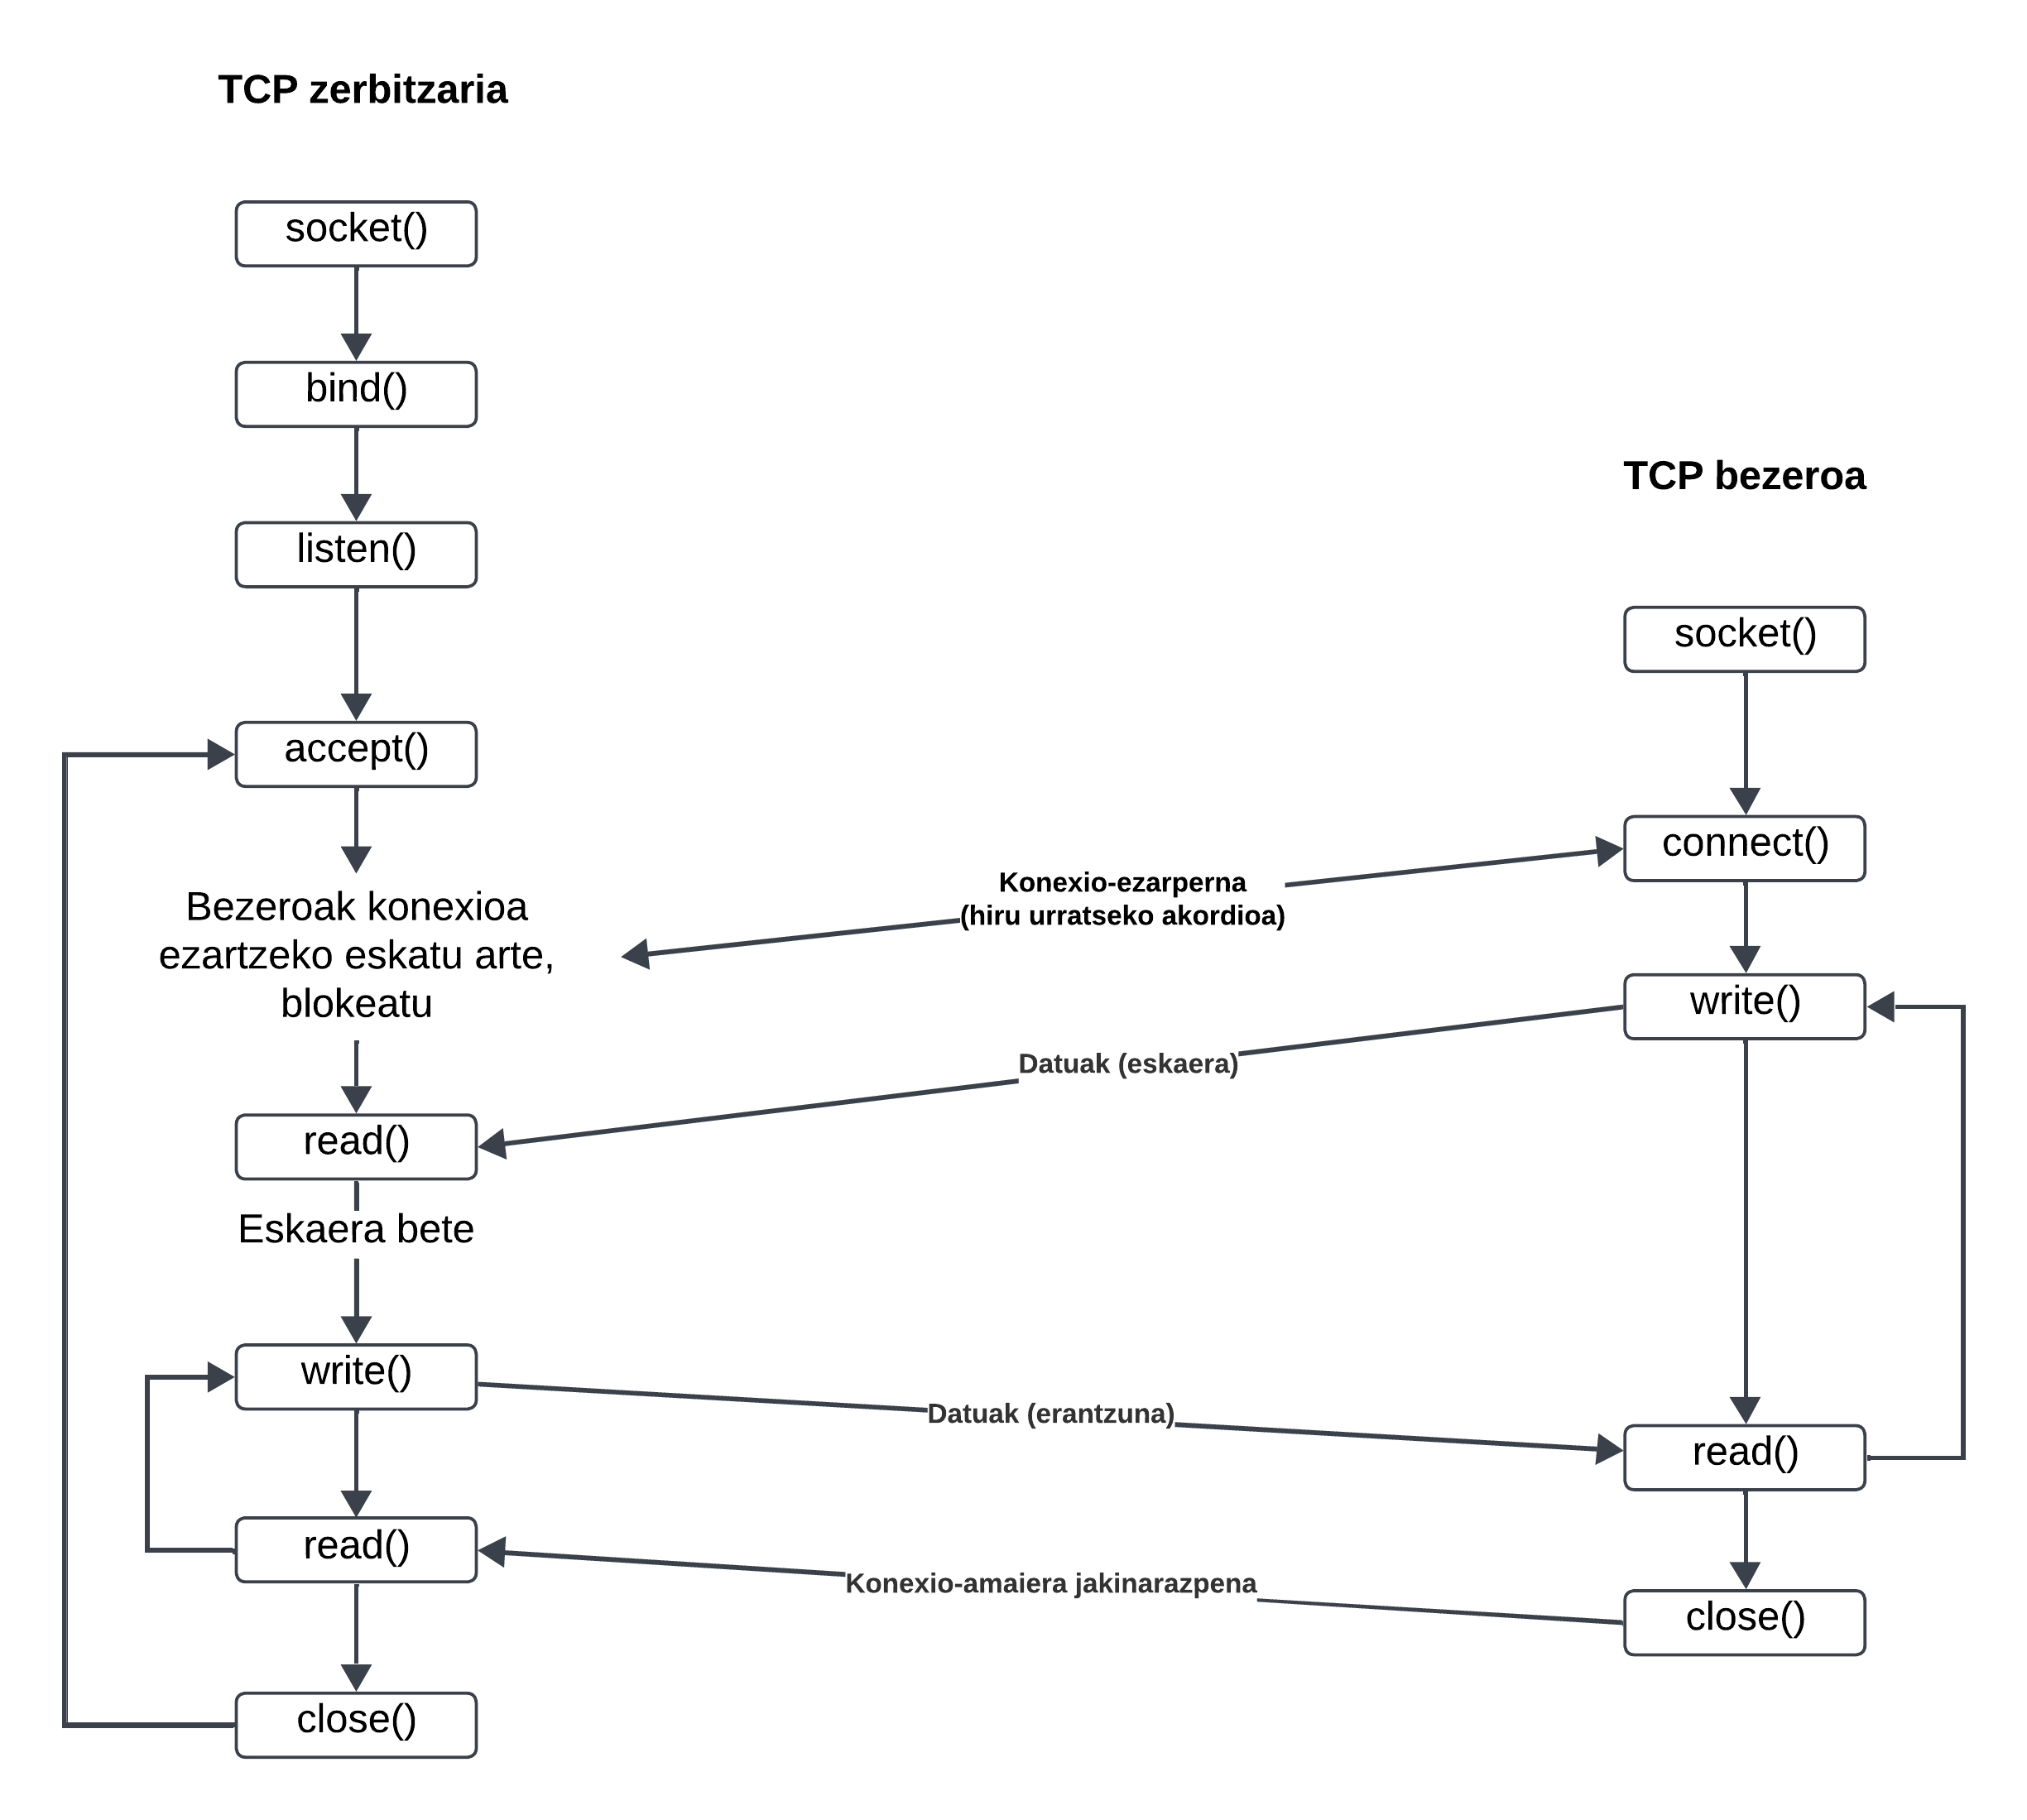 TCP zerbitzaria
socket()
bind()
listen()
accept()
Bezeroak konexioa
ezartzeko eskatu arte,
blokeatu
read()
Eskaera bete
write()
read()
close()
Konexio-ezarperna
(hiru urratseko akordioa)
Datuak (eskaera)
Datuak (erantzuna)
Konexio-amaiera jakinarazpena
TCP bezeroa
socket()
connect()
write()
read()
close()